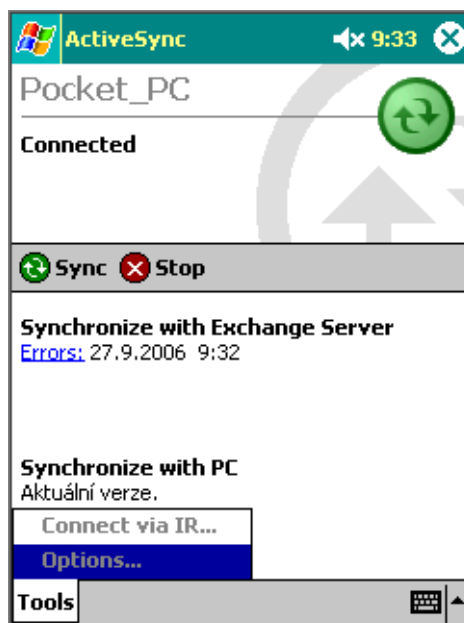 ActiveSync 9:33
Pocket_PC
Connected
Sync Stop
Synchronize with Exchange Server
Errors: 27.9.2006 9:32
Synchronize with PC
Aktuální verze.
Connect via IR...
Options...
Tools